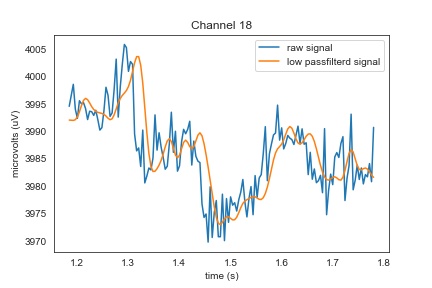 Channel 18
raw signal
low passfilterd signal
microvolts (uV)
4005
4000
3995
3990
3985
3980
3975
3970
1.2 1.3 1.4 1.5 1.6 1.7 1.8
time (s)